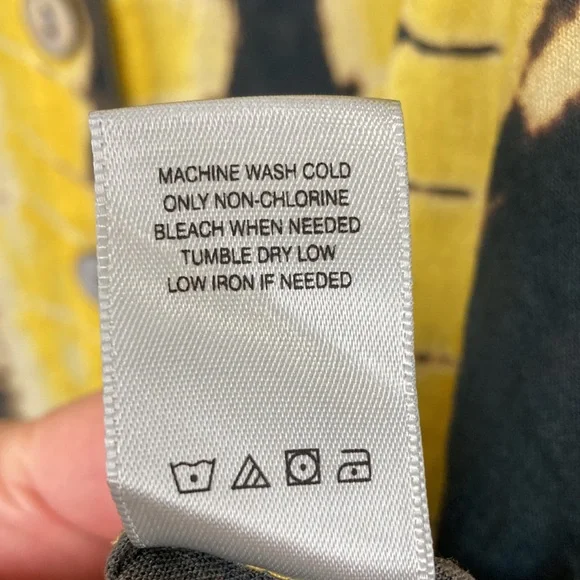 MACHINE WASH COLD
ONLY NON-CHLORINE
BLEACH WHEN NEEDED
TUMBLE DRY LOW
LOW IRON IF NEEDED